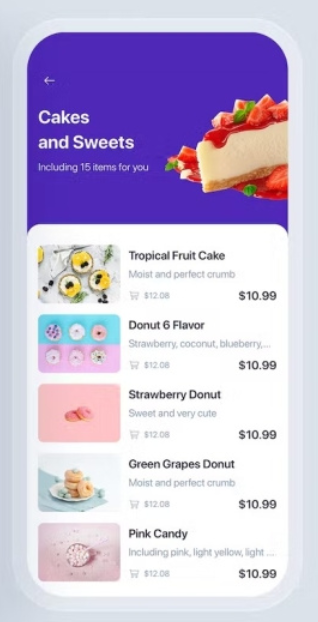 Cakes
and Sweets
Including 15 items for you
Tropical Fruit Cake
Moist and perfect crumb
$12.08 $10.99
Donut 6 Flavor
Strawberry, coconut, blueberry,...
$12.08 $10.99
Strawberry Donut
Sweet and very cute
$12.08 $10.99
Green Grapes Donut
Moist and perfect crumb
$12.08 $10.99
Pink Candy
Including pink, light yellow, light ...
$12.08 $10.99